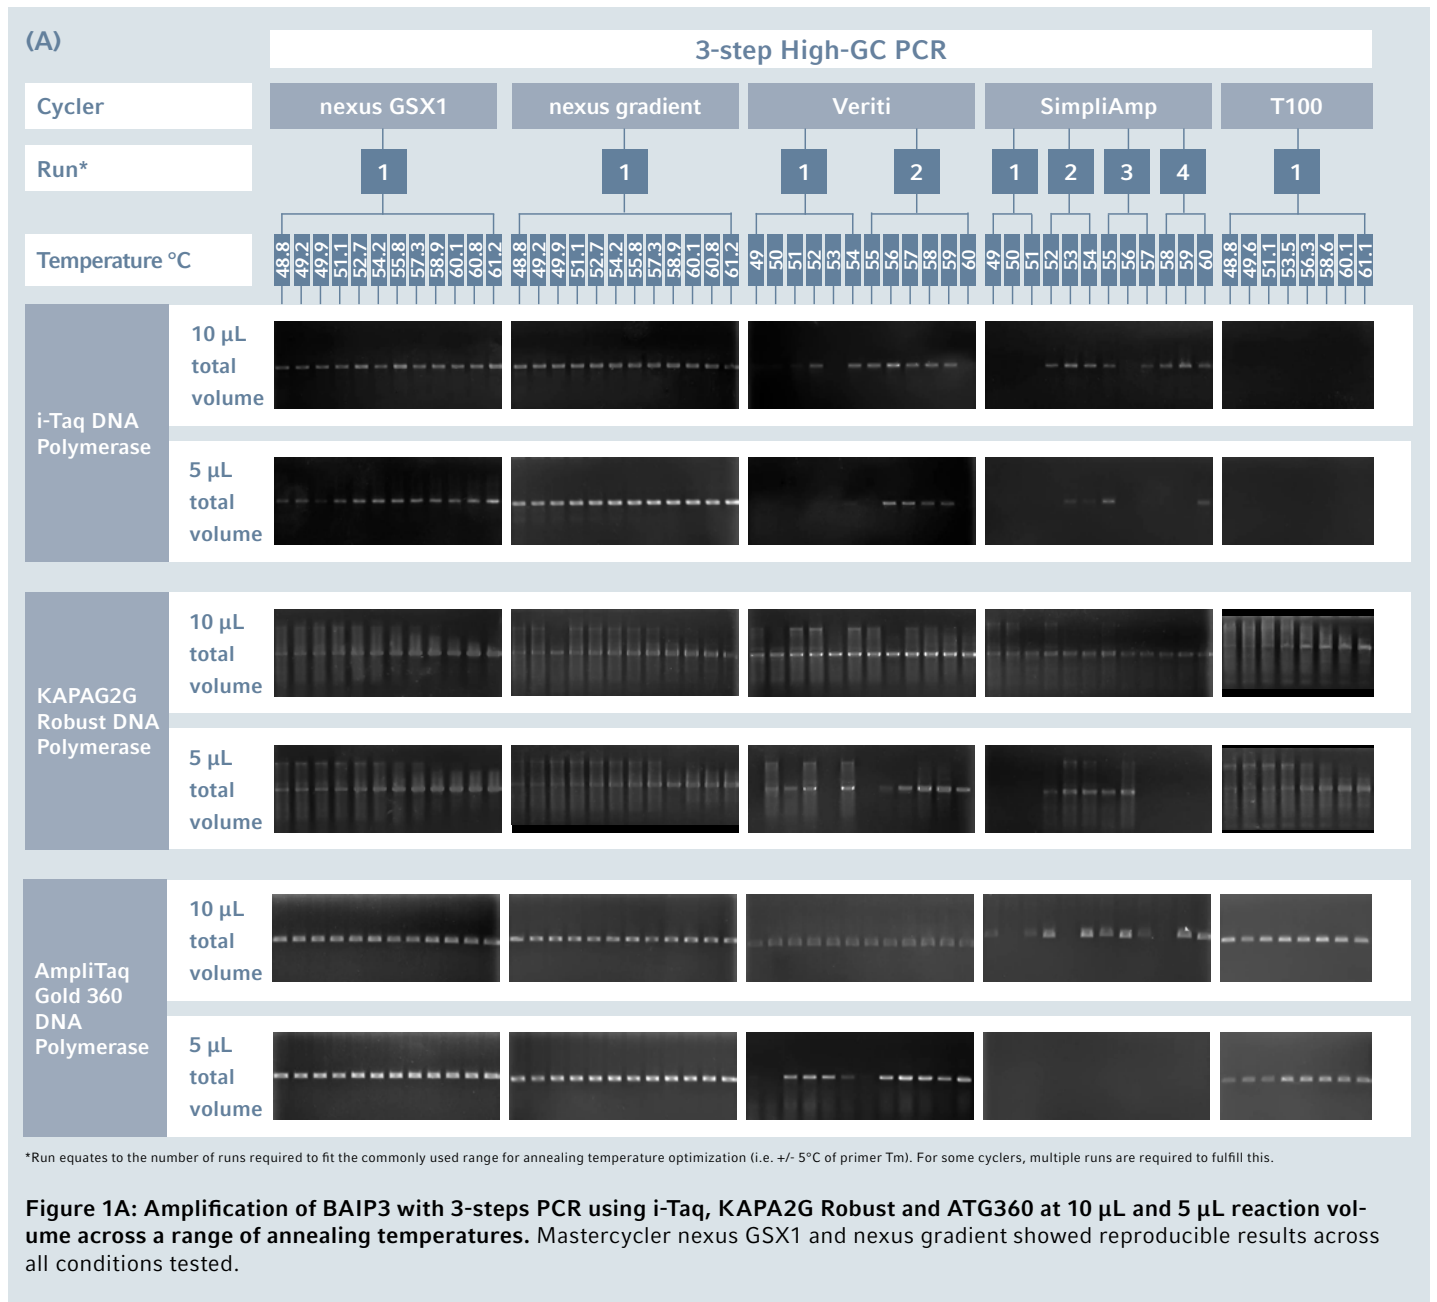 (A)
3-step High-GC PCR
Cycler
nexus GSX1
nexus gradient
Veriti
SimpliAmp
T100
Run*
1
1
1
2
1
2
3
4
1
Temperature °C
48.8 49.2 49.9 51.1 52.7 54.2 55.8 57.3 58.9 60.1 60.8 61.2
48.8 49.2 49.9 51.1 52.7 54.2 55.8 57.3 58.9 60.1 60.8 61.2
49 50 51 52 53 54 55 56 57 58 59 60
49 50 51 52 53 54 55 56 57 58 59 60
48.8 49.6 51.1 53.5 56.3 58.6 60.1 61.1
i-Taq DNA
Polymerase
10 µL
total
volume
5 µL
total
volume
KAPAG2G
Robust DNA
Polymerase
10 µL
total
volume
5 µL
total
volume
AmpliTaq
Gold 360
DNA
Polymerase
10 µL
total
volume
5 µL
total
volume
*Run equates to the number of runs required to fit the commonly used range for annealing temperature optimization (i.e. +/- 5°C of primer Tm). For some cyclers, multiple runs are required to fulfill this.
Figure 1A: Amplification of BAIP3 with 3-steps PCR using i-Taq, KAPA2G Robust and ATG360 at 10 µL and 5 µL reaction vol-
ume across a range of annealing temperatures. Mastercycler nexus GSX1 and nexus gradient showed reproducible results across
all conditions tested.